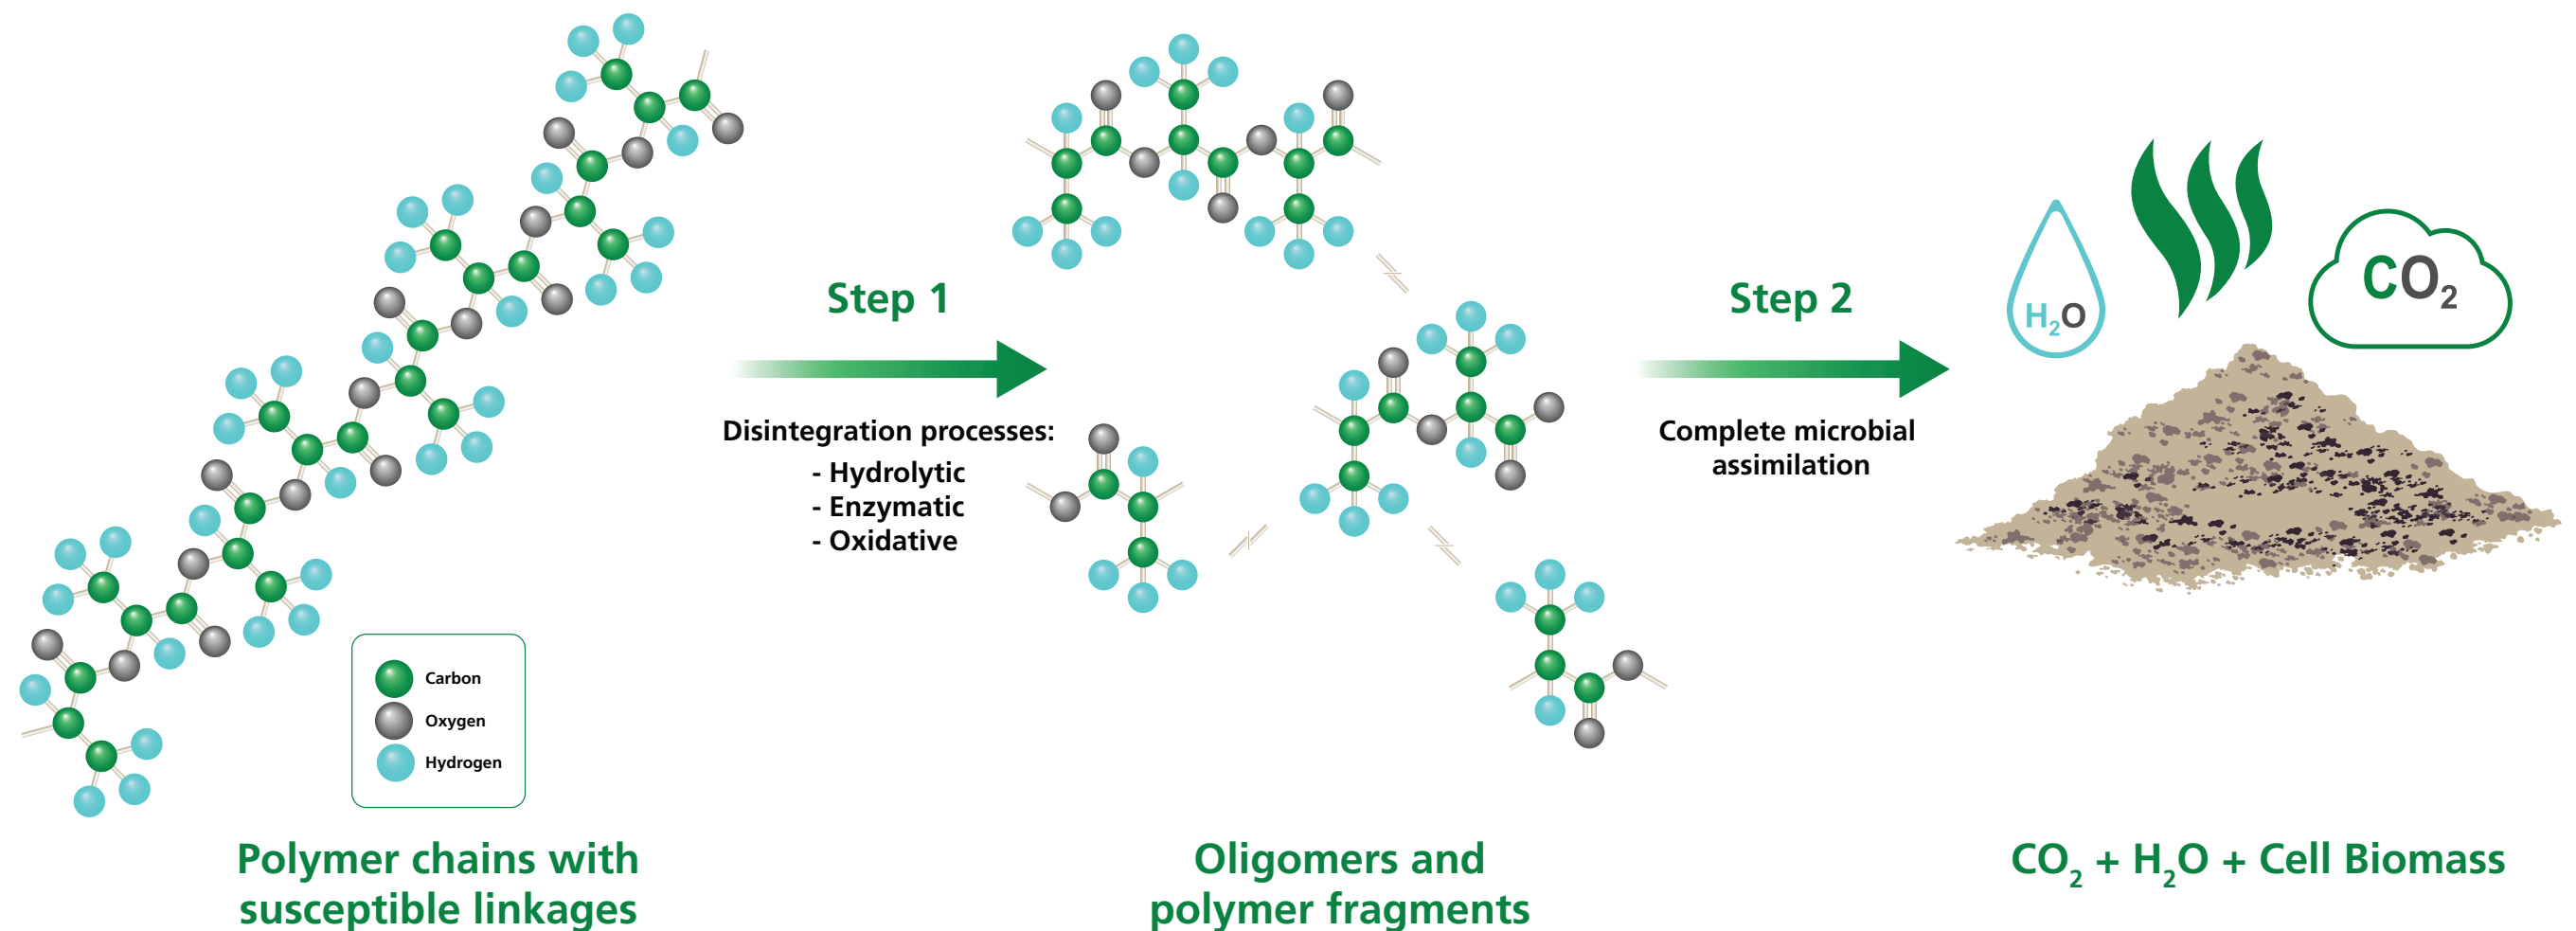 Step 1
Disintegration processes:
- Hydrolytic
- Enzymatic
- Oxidative
Step 2
Complete microbial
assimilation
H₂O
CO₂
Carbon
Oxygen
Hydrogen
Polymer chains with
susceptible linkages
Oligomers and
polymer fragments
CO₂ + H₂O + Cell Biomass